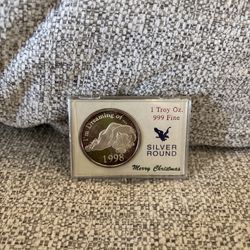 I'm Dreaming of...
1998
1 Troy Oz.
.999 Fine
SILVER
ROUND
Merry Christmas